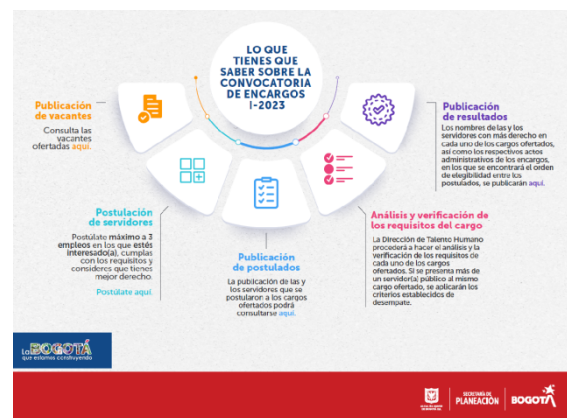 LO QUE
TIENES QUE
SABER SOBRE LA
CONVOCATORIA
DE ENCARGOS
I-2023
Publicación
de vacantes
Consulta las
vacantes
ofertadas aquí.
Postulación
de servidores
Postúlate máximo a 3
empleos en los que estés
interesado(a), cumplas
con los requisitos y
consideres que tienes
mejor derecho.
Postúlate aquí.
Publicación
de postulados
La publicación de las y
los servidores que se
postularon a los cargos
ofertados podrá
consultarse aquí.
Análisis y verificación de
los requisitos del cargo
La Dirección de Talento Humano
procederá a hacer el análisis y la
verificación de los requisitos de
cada uno de los cargos
ofertados. Si se presentara más de
un servidor(a) público al mismo
cargo ofertado, se aplicarán los
criterios establecidos de
desempate.
Publicación
de resultados
Los nombres de las y los
servidores con más derecho en
cada uno de los cargos ofertados,
así como los respectivos actos
administrativos de los encargos,
en los que se encontrará el orden
de elegibilidad entre los
postulados, se publicarán aquí.
La BOGOTÁ
que estamos construyendo
SECRETARÍA DE
PLANEACIÓN
BOGOTÁ